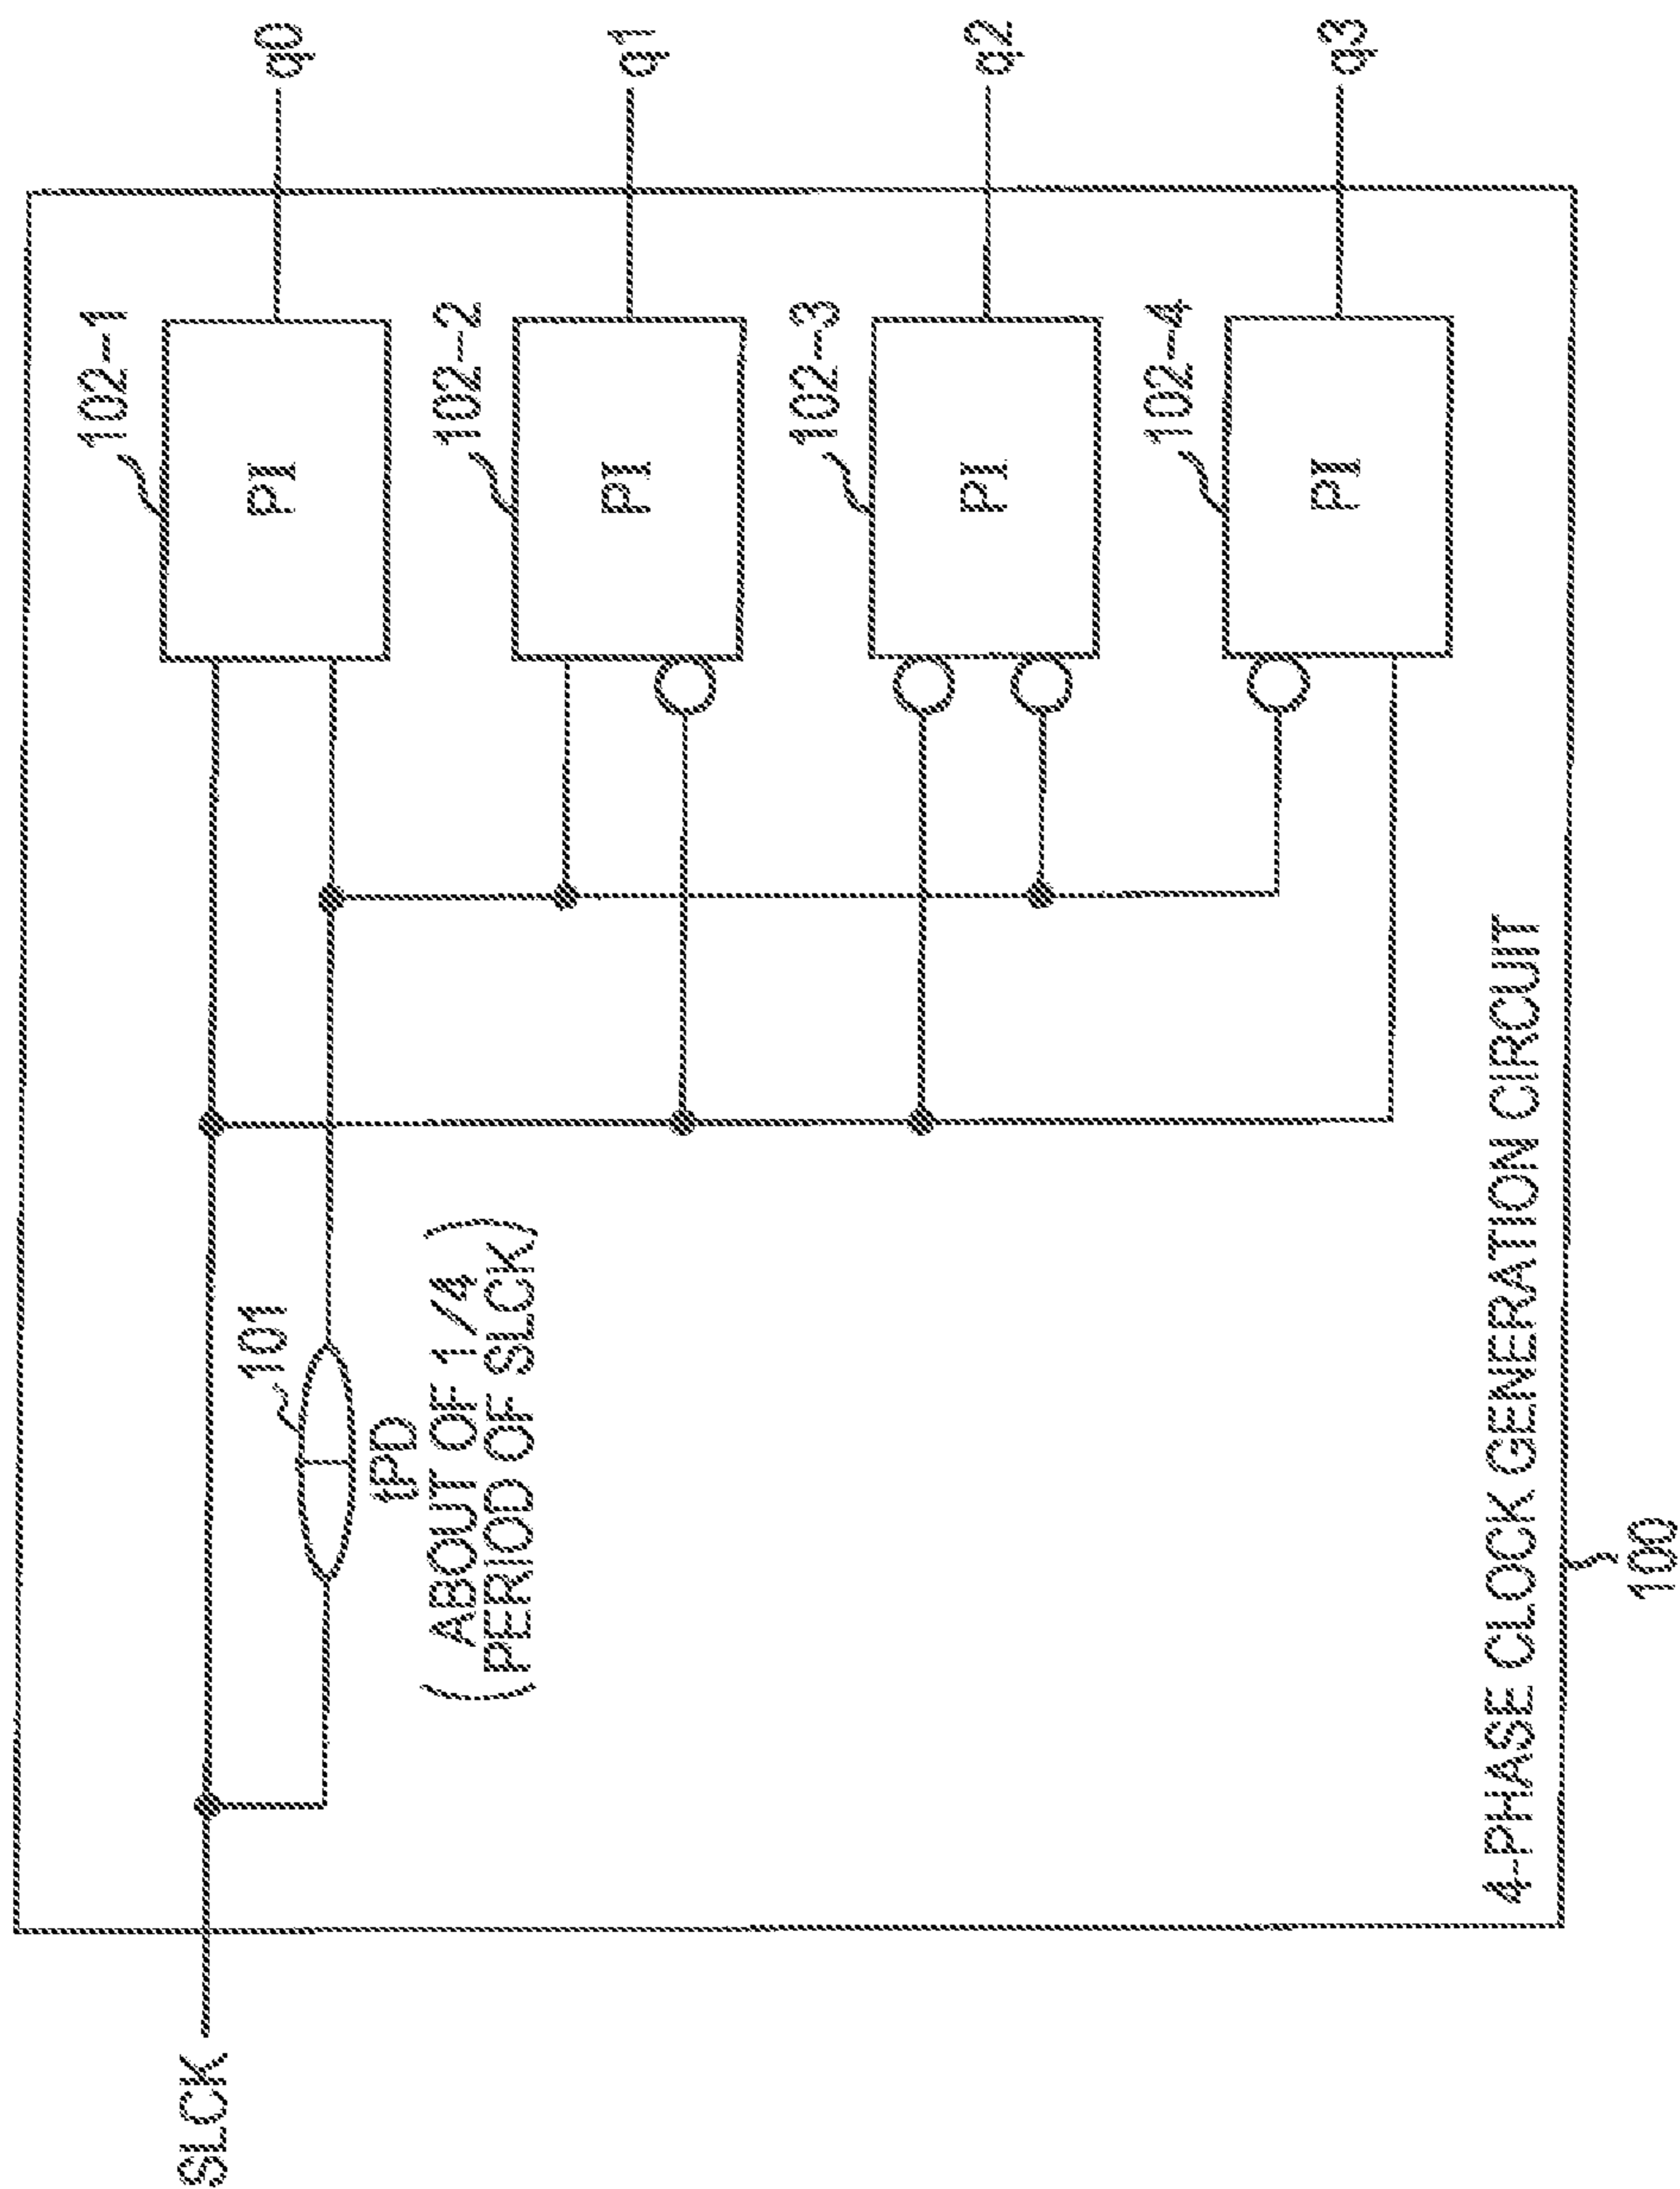 SLCK
101
tPD
( ABOUT OF 1/4 )
( PERIOD OF SLCK )
102-1
PI
q0
102-2
PI
q1
102-3
PI
q2
102-4
PI
q3
4-PHASE CLOCK GENERATION CIRCUIT
100